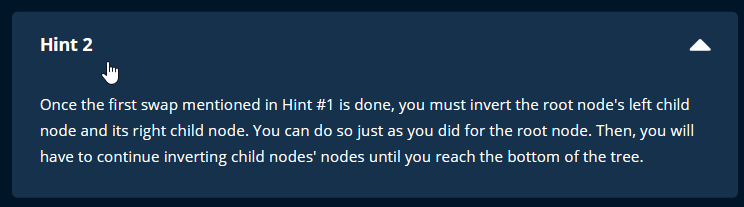 Hint 2
Once the first swap mentioned in Hint #1 is done, you must invert the root node's left child
node and its right child node. You can do so just as you did for the root node. Then, you will
have to continue inverting child nodes' nodes until you reach the bottom of the tree.